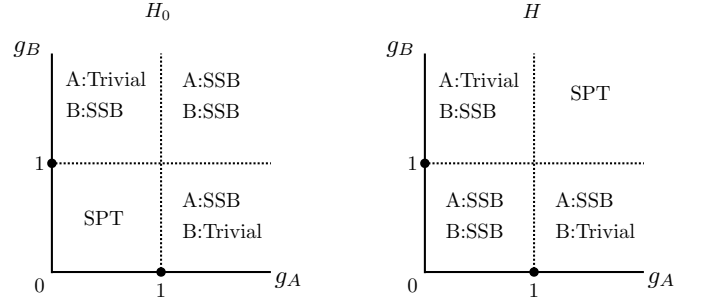 H₀
g_B
A:Trivial
B:SSB
A:SSB
B:SSB
1
SPT
A:SSB
B:Trivial
0
1
g_A
H
g_B
A:Trivial
B:SSB
SPT
1
A:SSB
B:SSB
A:SSB
B:Trivial
0
1
g_A